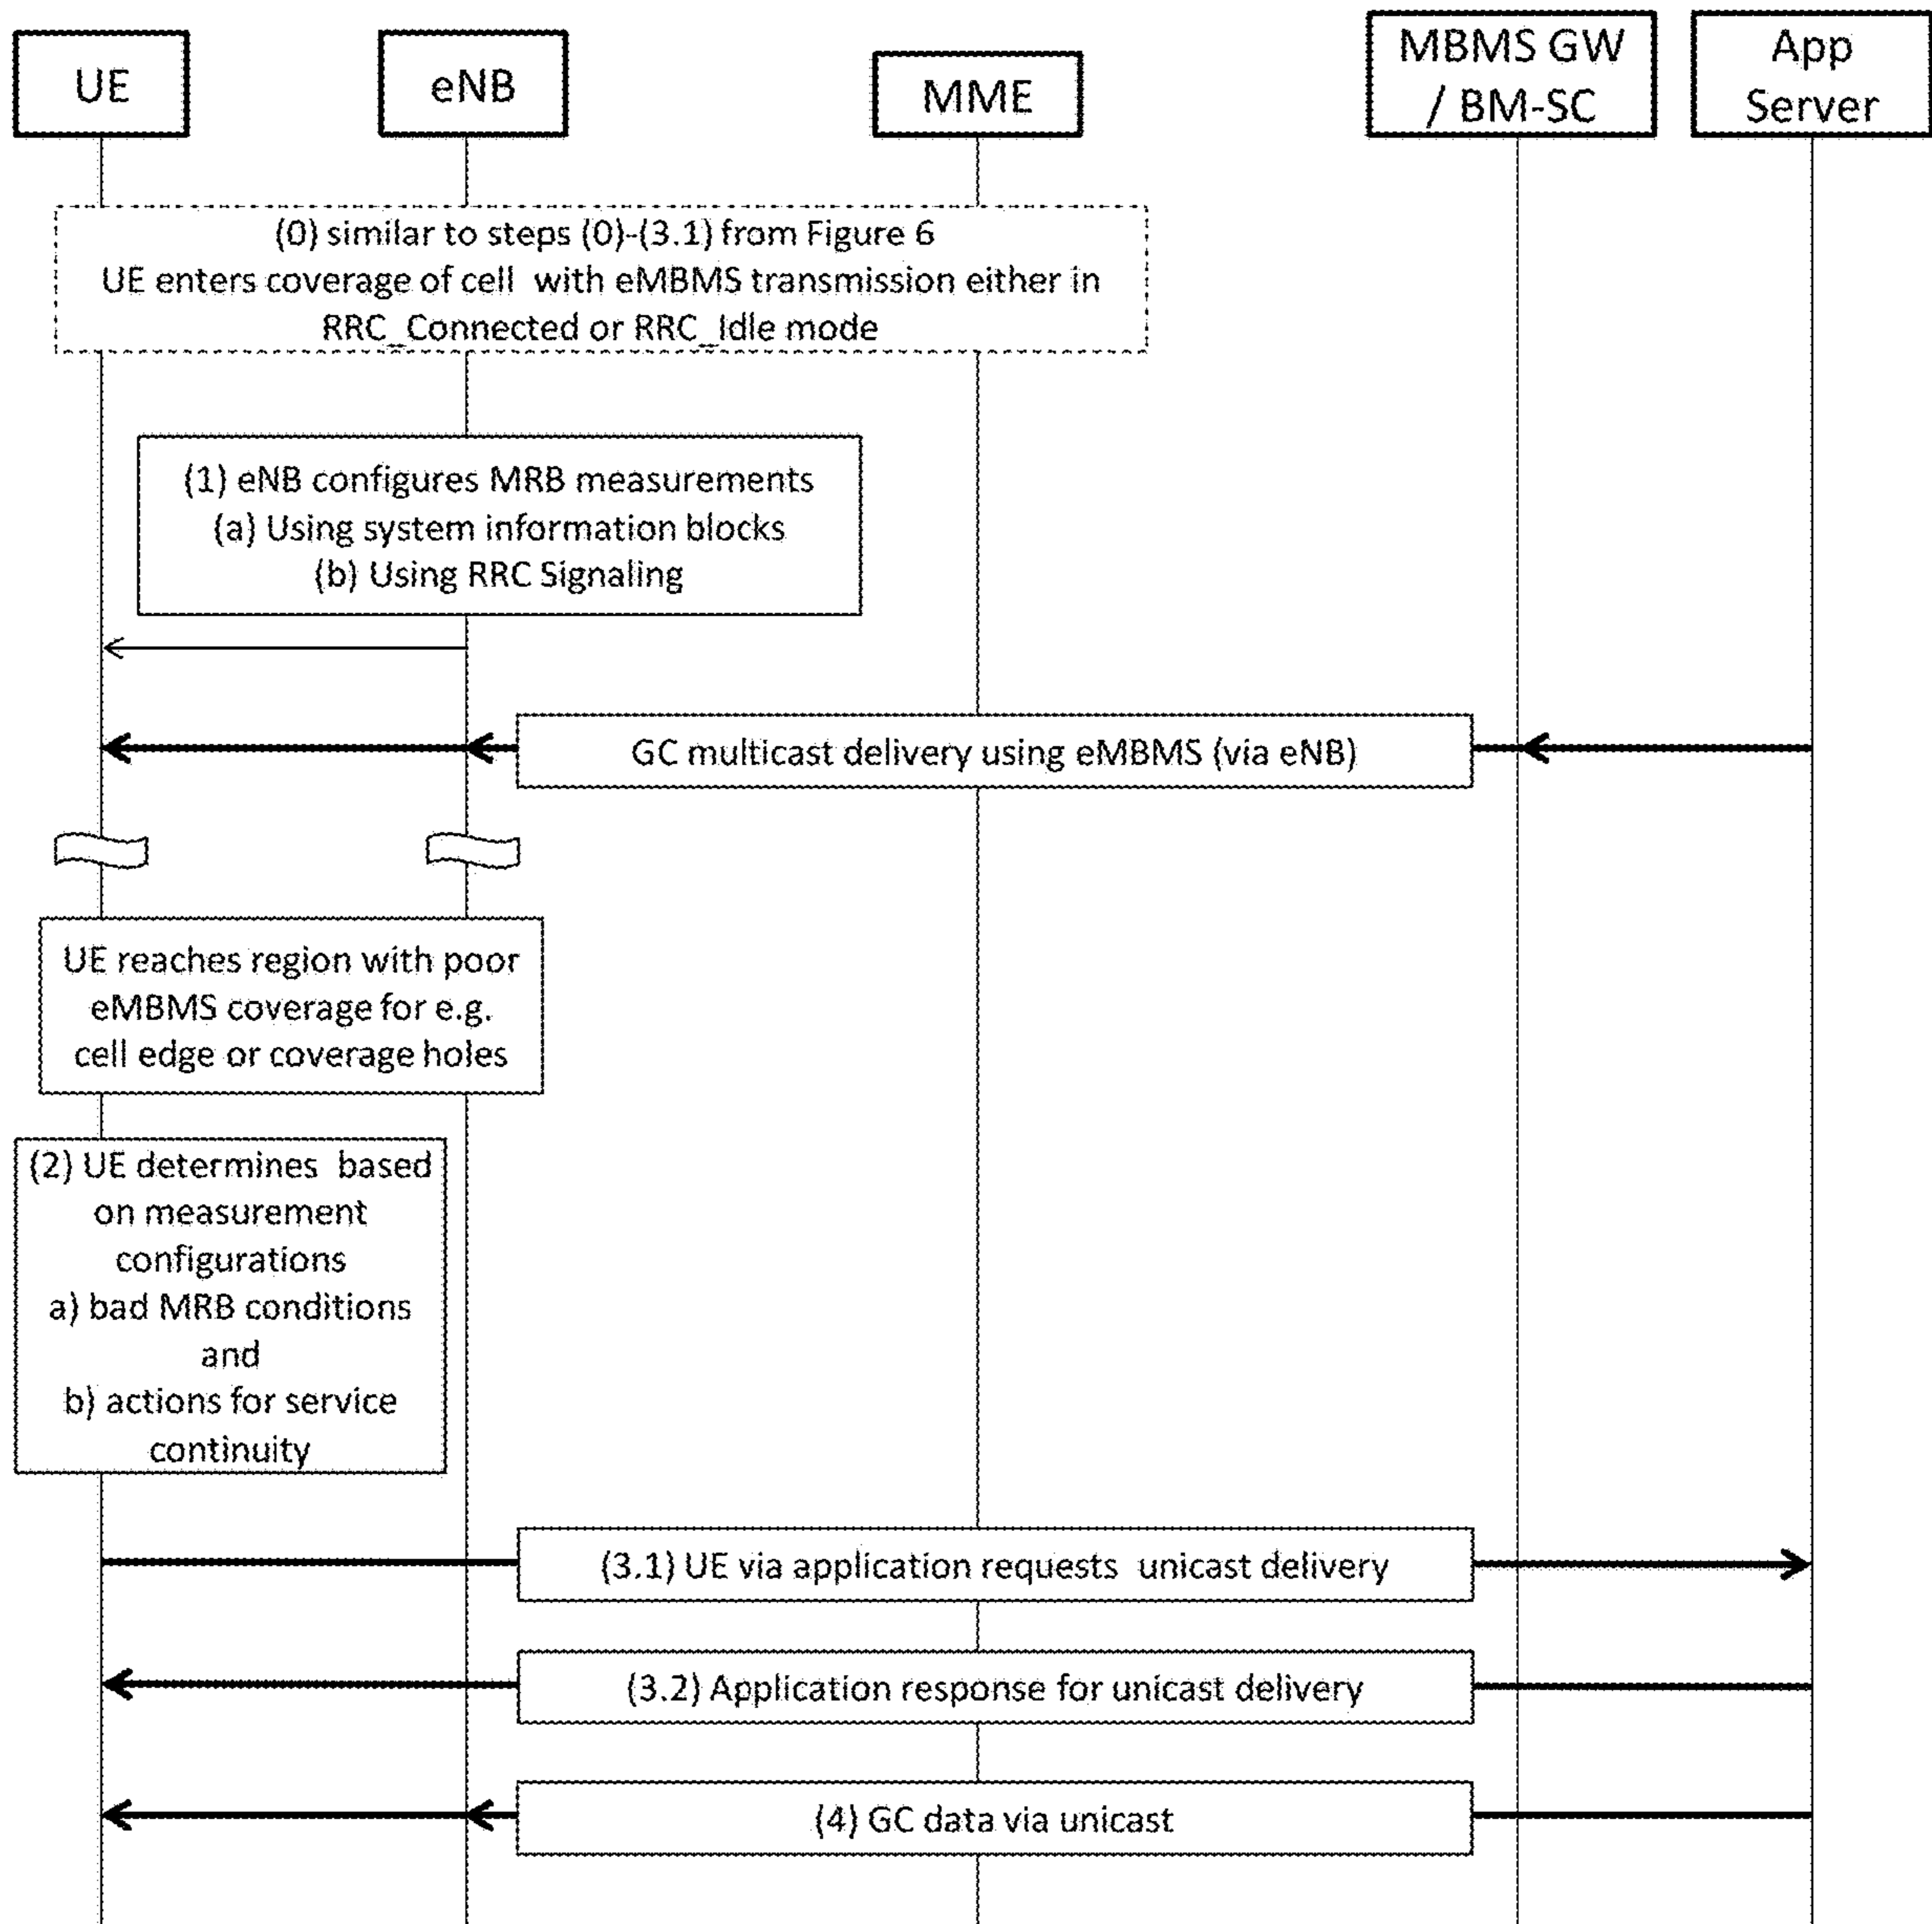 UE
eNB
MME
MBMS GW
/ BM-SC
App
Server
(0) similar to steps (0)-(3.1) from Figure 6
UE enters coverage of cell with eMBMS transmission either in
RRC_Connected or RRC_Idle mode
(1) eNB configures MRB measurements
(a) Using system information blocks
(b) Using RRC Signaling
GC multicast delivery using eMBMS (via eNB)
UE reaches region with poor
eMBMS coverage for e.g.
cell edge or coverage holes
(2) UE determines based
on measurement
configurations
a) bad MRB conditions
and
b) actions for service
continuity
(3.1) UE via application requests unicast delivery
(3.2) Application response for unicast delivery
(4) GC data via unicast